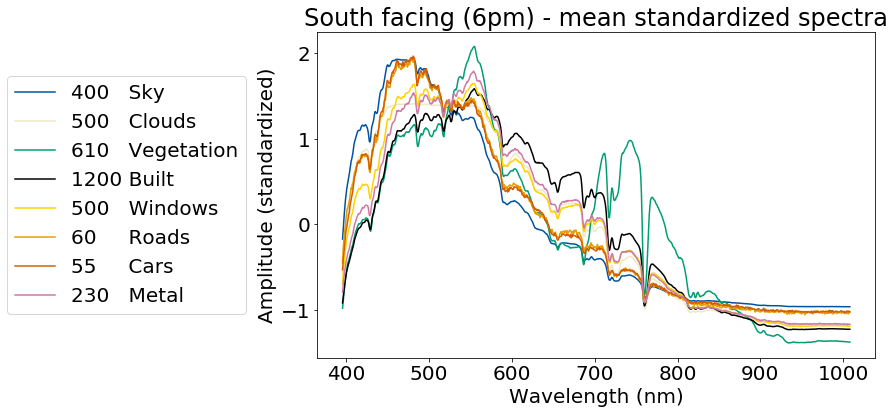 South facing (6pm) - mean standardized spectra
400 Sky
500 Clouds
610 Vegetation
1200 Built
500 Windows
60 Roads
55 Cars
230 Metal
Amplitude (standardized)
2
1
0
−1
400 500 600 700 800 900 1000
Wavelength (nm)